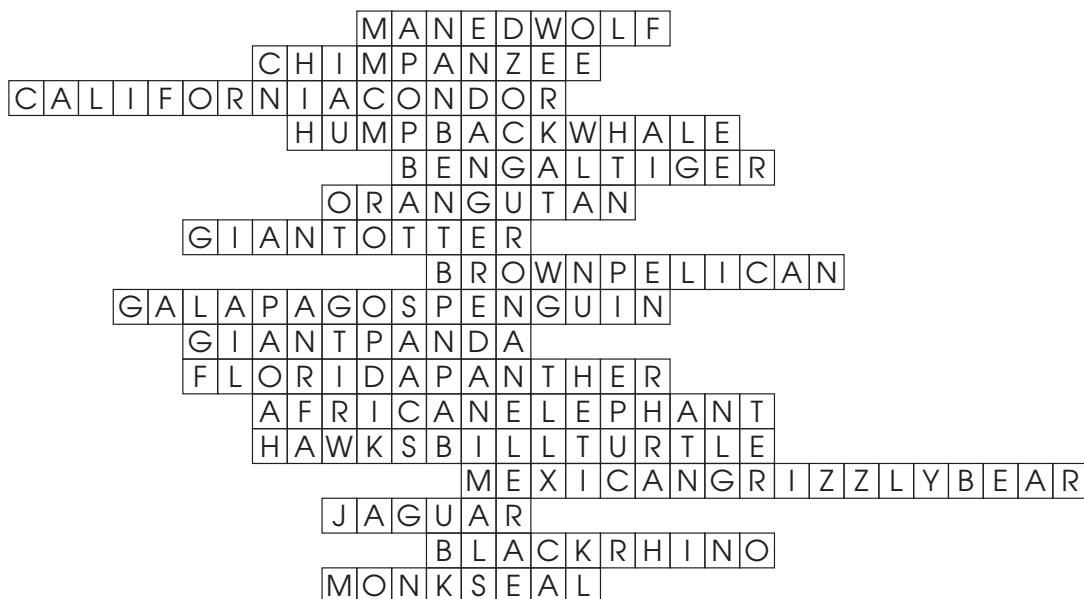 MANEDWOLF
CHIMPANZEE
CALIFORNIACONDOR
HUMPBACKWHALE
BENGALTIGER
ORANGUTAN
GIANTOTTER
BROWNPELICAN
GALAPAGOSPENGUIN
GIANTPANDA
FLORIDAPANTHER
AFRICANELEPHANT
HAWKSBILLTURTLE
MEXICANGRIZZLYBEAR
JAGUAR
BLACKRHINO
MONKSEAL